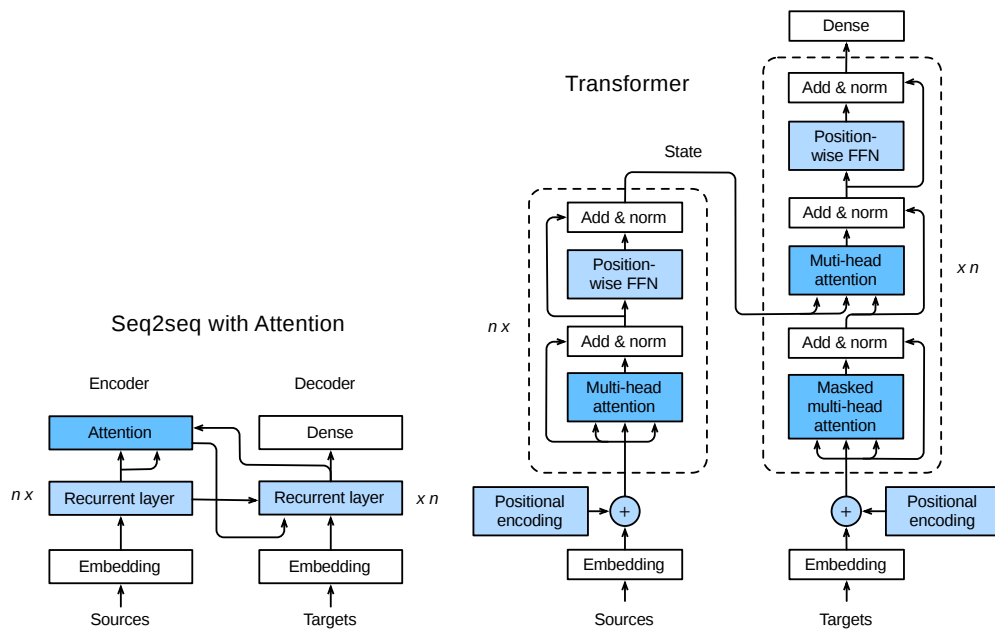 Seq2seq with Attention
Encoder
Decoder
Attention
Dense
n x
Recurrent layer
Recurrent layer
x n
Embedding
Embedding
Sources
Targets
Transformer
State
n x
Add & norm
Position-
wise FFN
Add & norm
Multi-head
attention
Positional
encoding
+
Embedding
Sources
Dense
Add & norm
Position-
wise FFN
Add & norm
Muti-head
attention
x n
Add & norm
Masked
multi-head
attention
+
Positional
encoding
Embedding
Targets